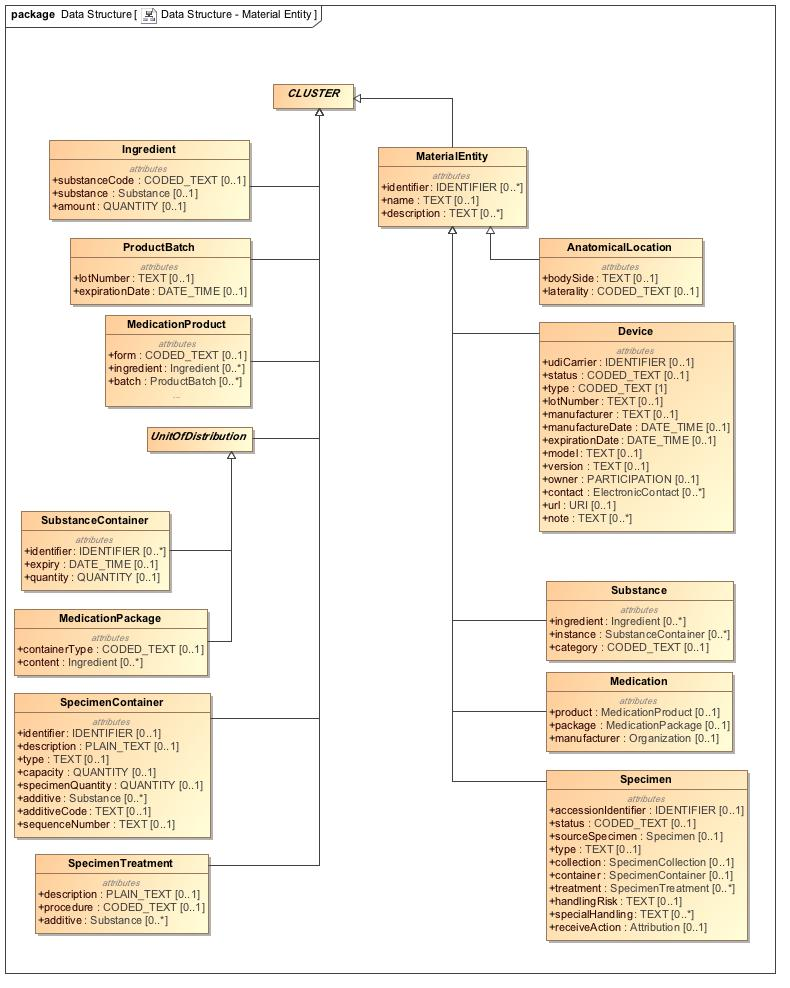 package Data Structure [ Data Structure - Material Entity ]
CLUSTER
Ingredient
attributes
+substanceCode : CODED_TEXT [0..1]
+substance : Substance [0..1]
+amount : QUANTITY [0..1]
MaterialEntity
attributes
+identifier : IDENTIFIER [0..*]
+name : TEXT [0..1]
+description : TEXT [0..*]
ProductBatch
attributes
+lotNumber : TEXT [0..1]
+expirationDate : DATE_TIME [0..1]
AnatomicalLocation
attributes
+bodySide : TEXT [0..1]
+laterality : CODED_TEXT [0..1]
MedicationProduct
attributes
+form : CODED_TEXT [0..1]
+ingredient : Ingredient [0..*]
+batch : ProductBatch [0..*]
...
Device
attributes
+udiCarrier : IDENTIFIER [0..1]
+status : CODED_TEXT [0..1]
+type : CODED_TEXT [1]
+lotNumber : TEXT [0..1]
+manufacturer : TEXT [0..1]
+manufactureDate : DATE_TIME [0..1]
+expirationDate : DATE_TIME [0..1]
+model : TEXT [0..1]
+version : TEXT [0..1]
+owner : PARTICIPATION [0..1]
+contact : ElectronicContact [0..*]
+url : URI [0..1]
+note : TEXT [0..*]
UnitOfDistribution
SubstanceContainer
attributes
+identifier : IDENTIFIER [0..*]
+expiry : DATE_TIME [0..1]
+quantity : QUANTITY [0..1]
Substance
attributes
+ingredient : Ingredient [0..*]
+instance : SubstanceContainer [0..*]
+category : CODED_TEXT [0..1]
MedicationPackage
attributes
+containerType : CODED_TEXT [0..1]
+content : Ingredient [0..*]
Medication
attributes
+product : MedicationProduct [0..1]
+package : MedicationPackage [0..1]
+manufacturer : Organization [0..1]
SpecimenContainer
attributes
+identifier : IDENTIFIER [0..1]
+description : PLAIN_TEXT [0..1]
+type : TEXT [0..1]
+capacity : QUANTITY [0..1]
+specimenQuantity : QUANTITY [0..1]
+additive : Substance [0..*]
+additiveCode : TEXT [0..1]
+sequenceNumber : TEXT [0..1]
Specimen
attributes
+accessionIdentifier : IDENTIFIER [0..1]
+status : CODED_TEXT [0..1]
+sourceSpecimen : Specimen [0..1]
+type : TEXT [0..1]
+collection : SpecimenCollection [0..1]
+container : SpecimenContainer [0..1]
+treatment : SpecimenTreatment [0..*]
+handlingRisk : TEXT [0..1]
+specialHandling : TEXT [0..*]
+receiveAction : Attribution [0..1]
SpecimenTreatment
attributes
+description : PLAIN_TEXT [0..1]
+procedure : CODED_TEXT [0..1]
+additive : Substance [0..*]